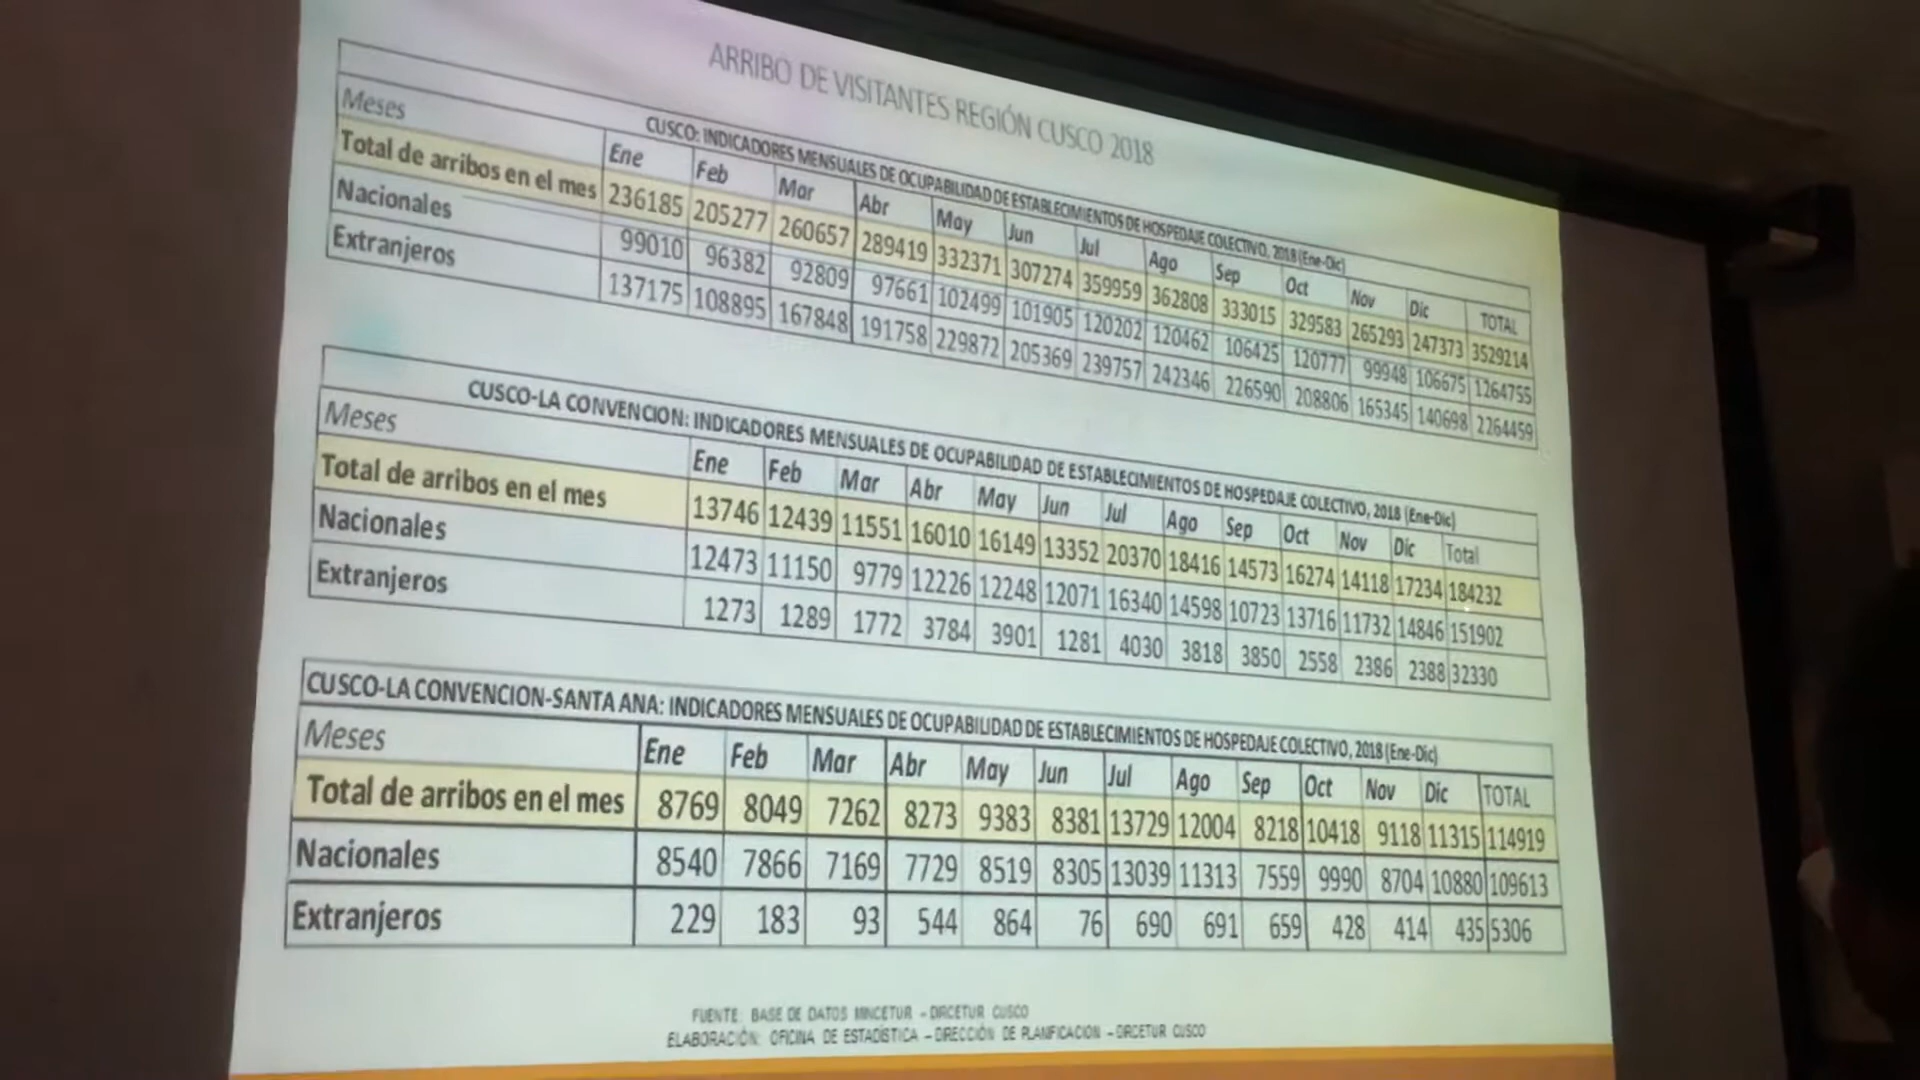 ARRIBO DE VISITANTES REGIÓN CUSCO 2018
CUSCO: INDICADORES MENSUALES DE OCUPABILIDAD DE ESTABLECIMIENTOS DE HOSPEDAJE COLECTIVO, 2018 (Ene-Dic)
Meses Ene Feb Mar Abr May Jun Jul Ago Sep Oct Nov Dic TOTAL
Total de arribos en el mes 236185 205277 260657 289419 332371 307274 359959 362808 333015 329583 265293 247373 3529214
Nacionales 99010 96382 92809 97661 102499 101905 120202 120462 106425 120777 99948 106675 1264755
Extranjeros 137175 108895 167848 191758 229872 205369 239757 242346 226590 208806 165345 140698 2264459
CUSCO-LA CONVENCION: INDICADORES MENSUALES DE OCUPABILIDAD DE ESTABLECIMIENTOS DE HOSPEDAJE COLECTIVO, 2018 (Ene-Dic)
Meses Ene Feb Mar Abr May Jun Jul Ago Sep Oct Nov Dic Total
Total de arribos en el mes 13746 12439 11551 16010 16149 13352 20370 18416 14573 16274 14118 17234 184232
Nacionales 12473 11150 9779 12226 12248 12071 16340 14598 10723 13716 11732 14846 151902
Extranjeros 1273 1289 1772 3784 3901 1281 4030 3818 3850 2558 2386 2388 32330
CUSCO-LA CONVENCION-SANTA ANA: INDICADORES MENSUALES DE OCUPABILIDAD DE ESTABLECIMIENTOS DE HOSPEDAJE COLECTIVO, 2018 (Ene-Dic)
Meses Ene Feb Mar Abr May Jun Jul Ago Sep Oct Nov Dic TOTAL
Total de arribos en el mes 8769 8049 7262 8273 9383 8381 13729 12004 8218 10418 9118 11315 114919
Nacionales 8540 7866 7169 7729 8519 8305 13039 11313 7559 9990 8704 10880 109613
Extranjeros 229 183 93 544 864 76 690 691 659 428 414 435 5306
FUENTE: BASE DE DATOS MINCETUR - DIRCETUR CUSCO
ELABORACIÓN: OFICINA DE ESTADÍSTICA - DIRECCIÓN DE PLANIFICACION - DIRCETUR CUSCO